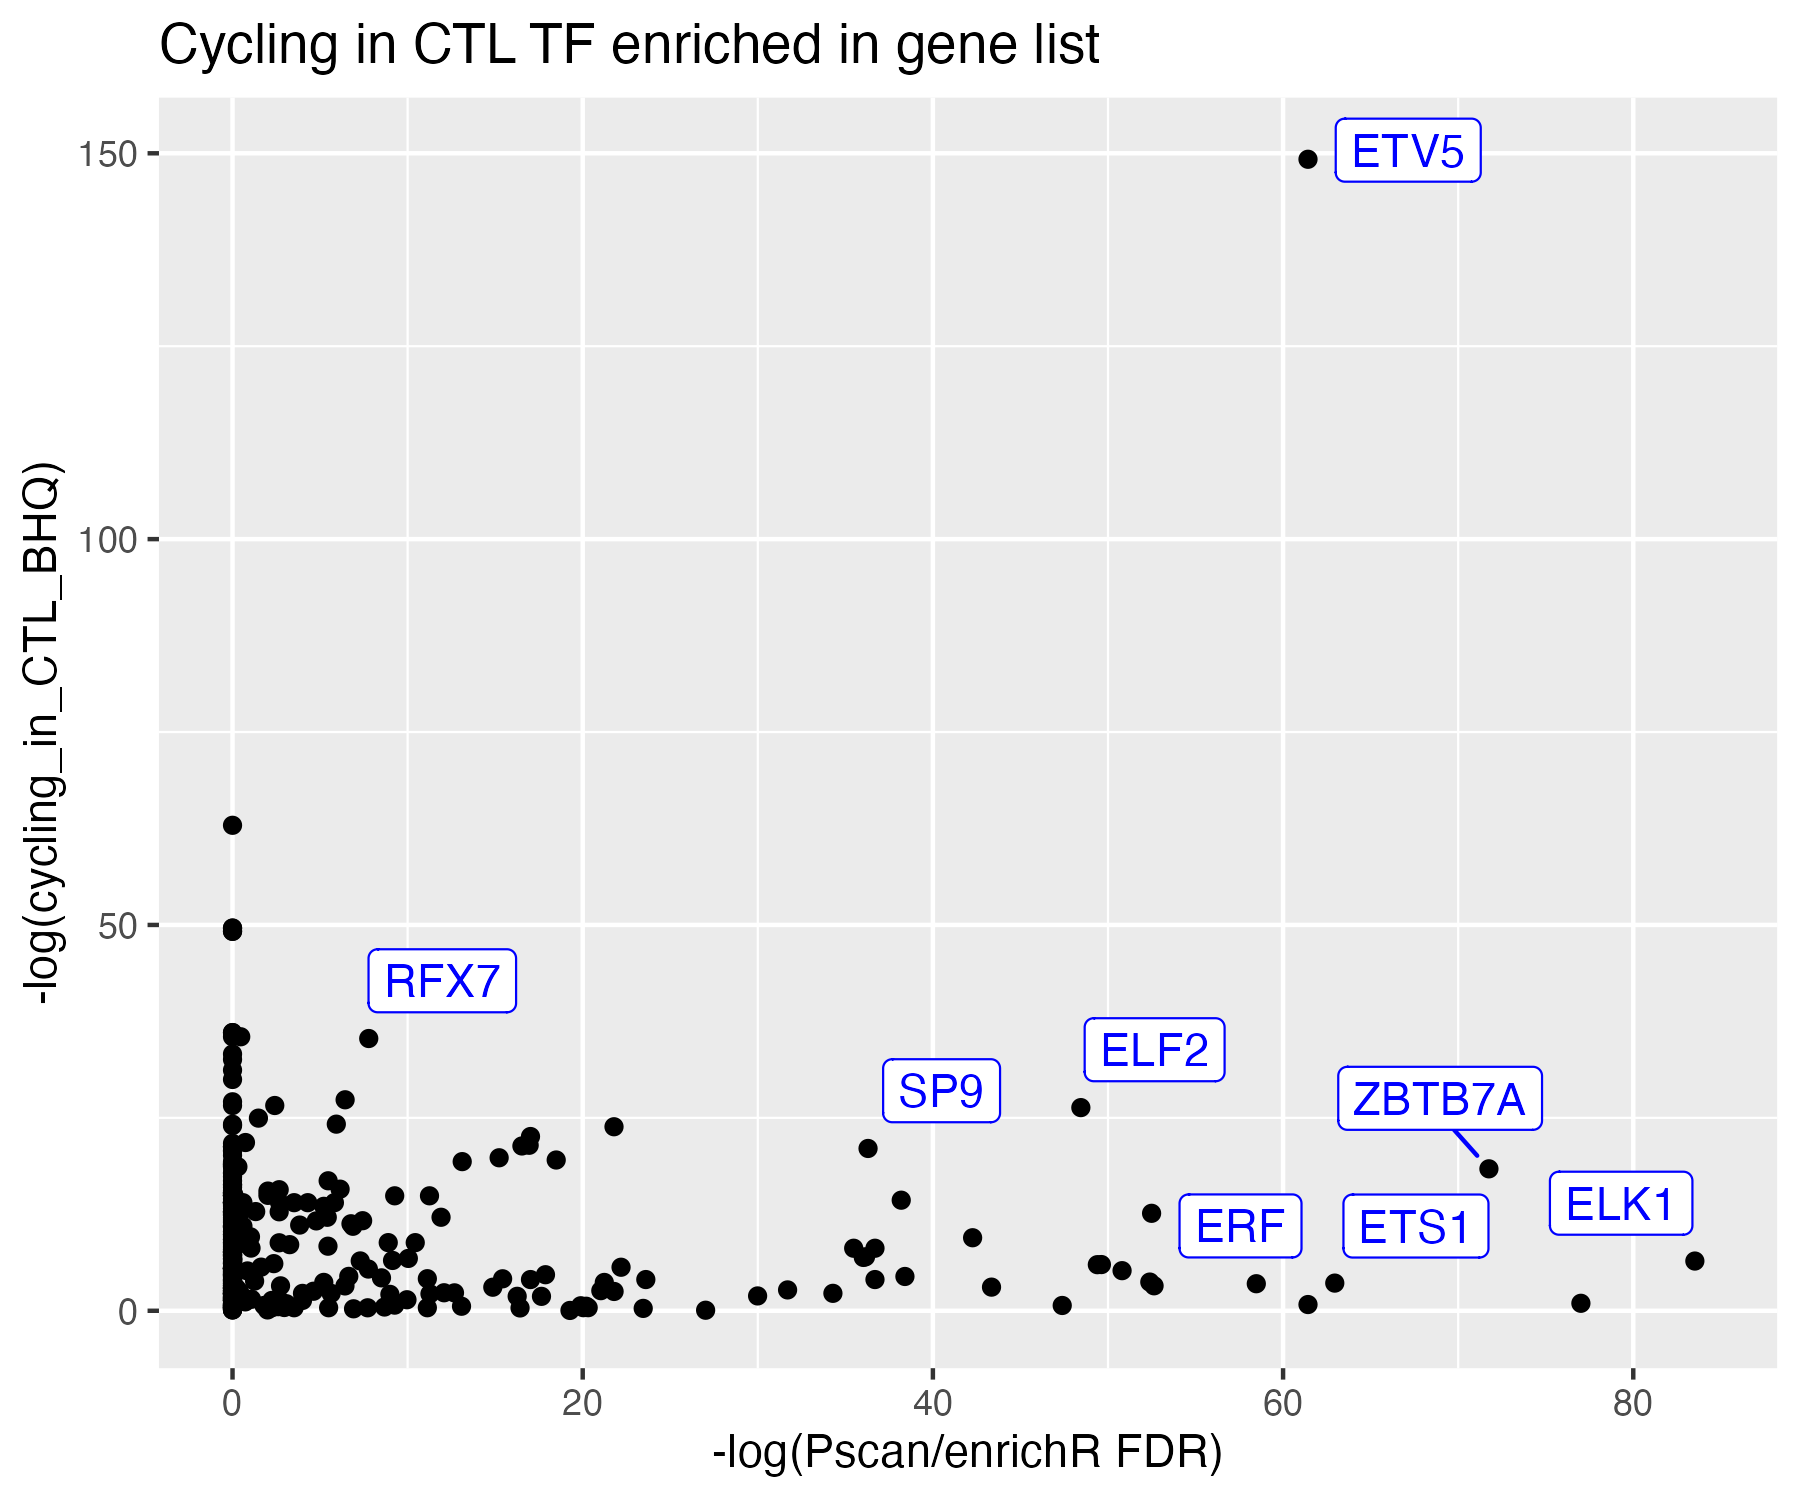 Cycling in CTL TF enriched in gene list
-log(cycling_in_CTL_BHQ)
150
100
50
0
ETV5
RFX7
ELF2
SP9
ZBTB7A
ELK1
ERF
ETS1
0
20
40
60
80
-log(Pscan/enrichR FDR)